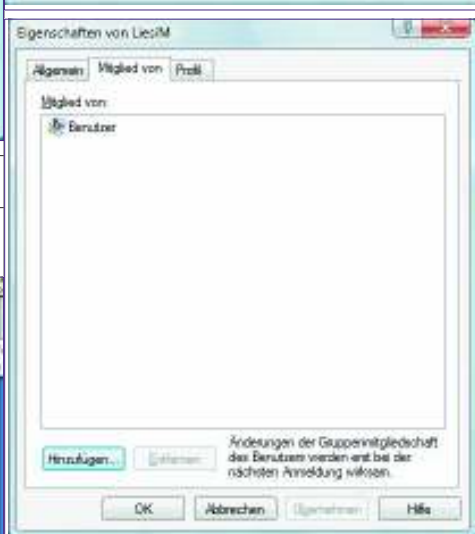 Eigenschaften von LiesiM
Allgemein Mitglied von Profil
Mitglied von:
Benutzer
Hinzufügen... Entfernen
Änderungen der Gruppenmitgliedschaft
des Benutzers werden erst bei der
nächsten Anmeldung wirksam.
OK Abbrechen Übernehmen Hilfe